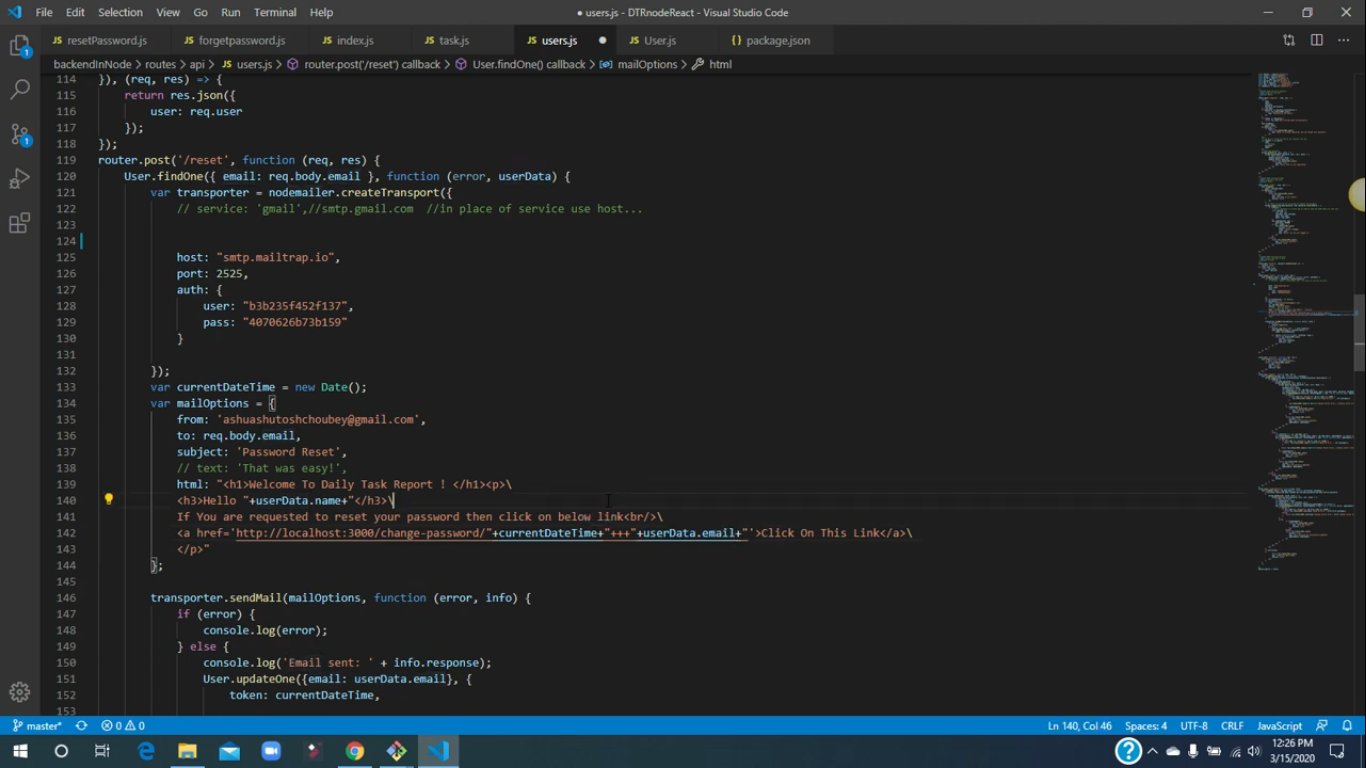 File Edit Selection View Go Run Terminal Help
● users.js - DTRnodeReact - Visual Studio Code
JS resetPassword.js JS forgetpassword.js JS index.js JS task.js JS users.js ● JS User.js {} package.json
backendInNode > routes > api > JS users.js > router.post('/reset') callback > User.findOne() callback > mailOptions > html
114 }), (req, res) => {
115 return res.json({
116 user: req.user
117 });
118 });
119 router.post('/reset', function (req, res) {
120 User.findOne({ email: req.body.email }, function (error, userData) {
121 var transporter = nodemailer.createTransport({
122 // service: 'gmail',//smtp.gmail.com //in place of service use host...
123
124
125 host: "smtp.mailtrap.io",
126 port: 2525,
127 auth: {
128 user: "b3b235f452f137",
129 pass: "4070626b73b159"
130 }
131
132 });
133 var currentDateTime = new Date();
134 var mailOptions = {
135 from: 'ashuashutoshchoubey@gmail.com',
136 to: req.body.email,
137 subject: 'Password Reset',
138 // text: 'That was easy!',
139 html: "<h1>Welcome To Daily Task Report ! </h1><p>\
140 <h3>Hello "+userData.name+"</h3>\
141 If You are requested to reset your password then click on below link<br/>\
142 <a href='http://localhost:3000/change-password/"+currentDateTime+"+++"+userData.email+"'>Click On This Link</a>\
143 </p>"
144 };
145
146 transporter.sendMail(mailOptions, function (error, info) {
147 if (error) {
148 console.log(error);
149 } else {
150 console.log('Email sent: ' + info.response);
151 User.updateOne({email: userData.email}, {
152 token: currentDateTime,
153
master* 0 0 Ln 140, Col 46 Spaces: 4 UTF-8 CRLF JavaScript
12:26 PM
3/15/2020